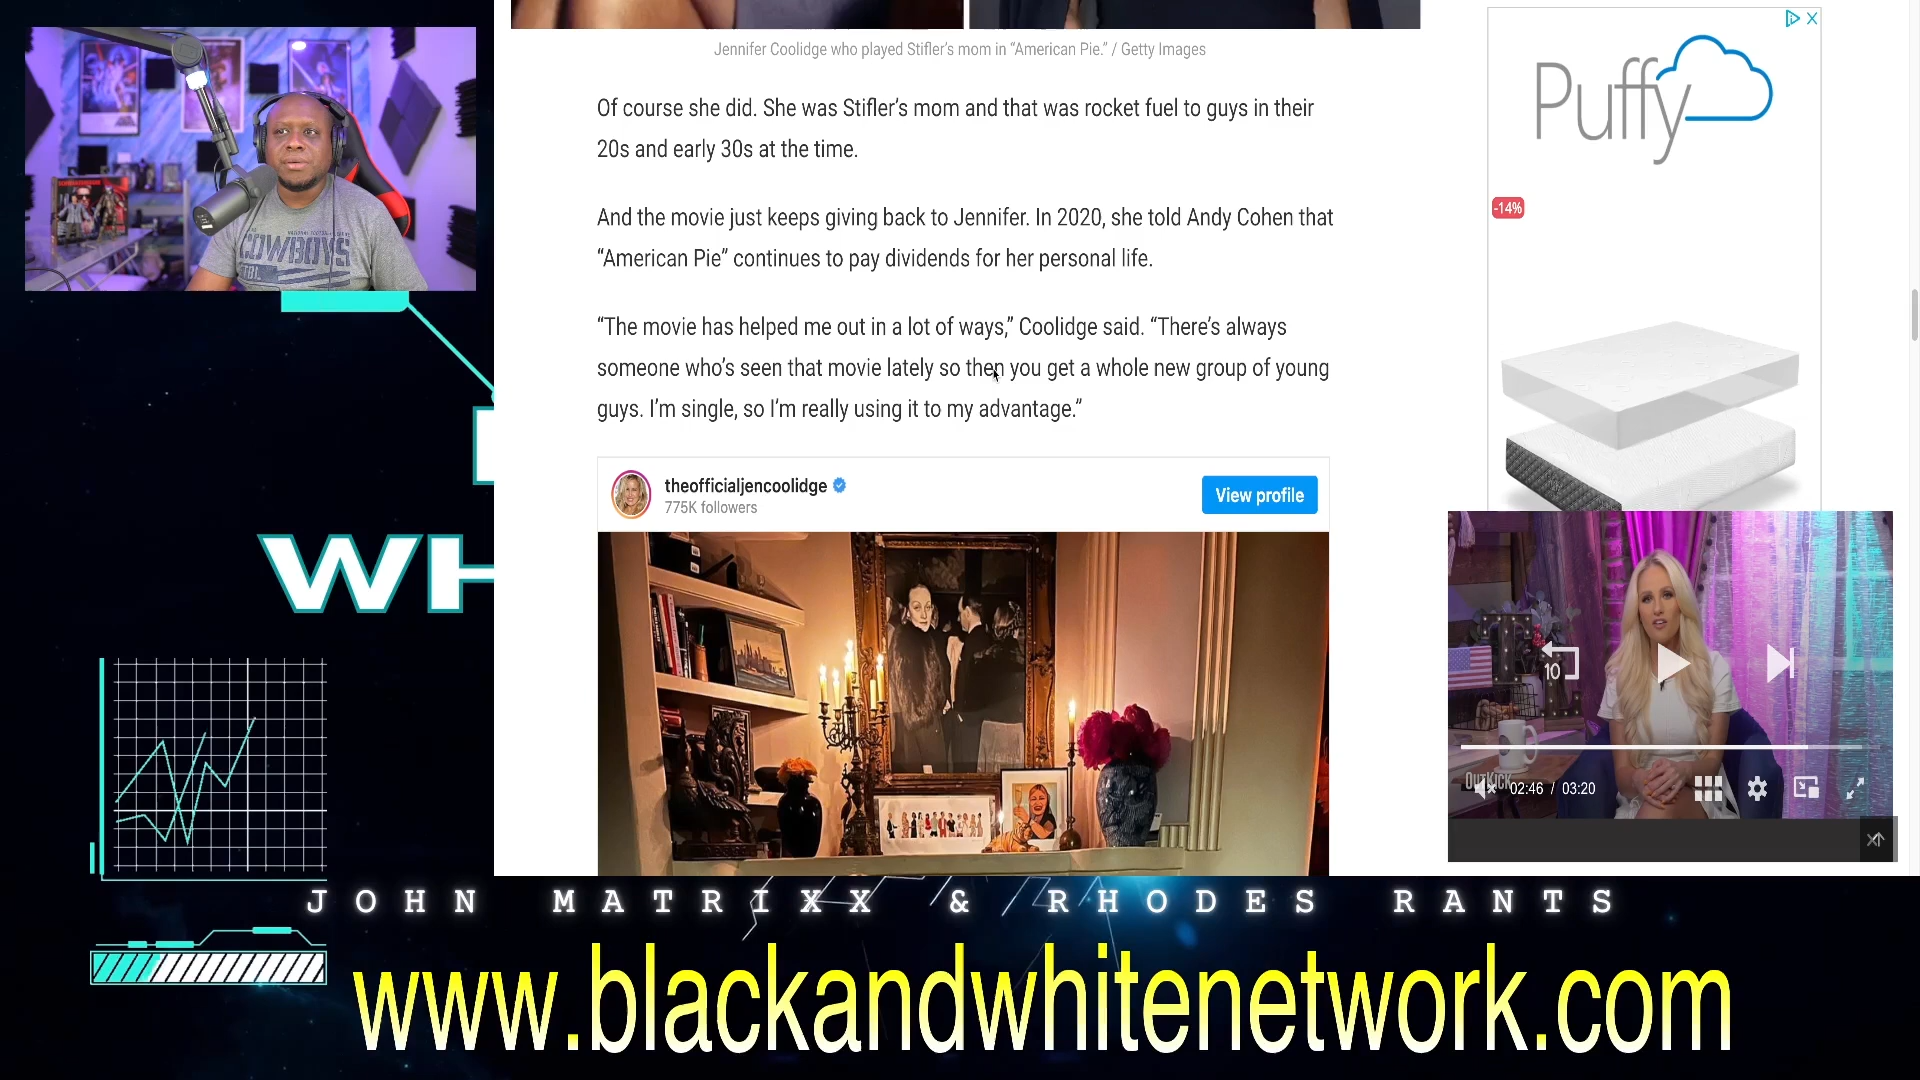 Jennifer Coolidge who played Stifler's mom in “American Pie.” / Getty Images
Of course she did. She was Stifler's mom and that was rocket fuel to guys in their
20s and early 30s at the time.
And the movie just keeps giving back to Jennifer. In 2020, she told Andy Cohen that
“American Pie” continues to pay dividends for her personal life.
“The movie has helped me out in a lot of ways,” Coolidge said. “There's always
someone who's seen that movie lately so then you get a whole new group of young
guys. I'm single, so I'm really using it to my advantage.”
theofficialjencoolidge
775K followers
View profile
Puffy
-14%
COWBOYS
WH
10
OUTKICK
02:46 / 03:20
JOHN MATRIXX & RHODES RANTS
www.blackandwhitenetwork.com